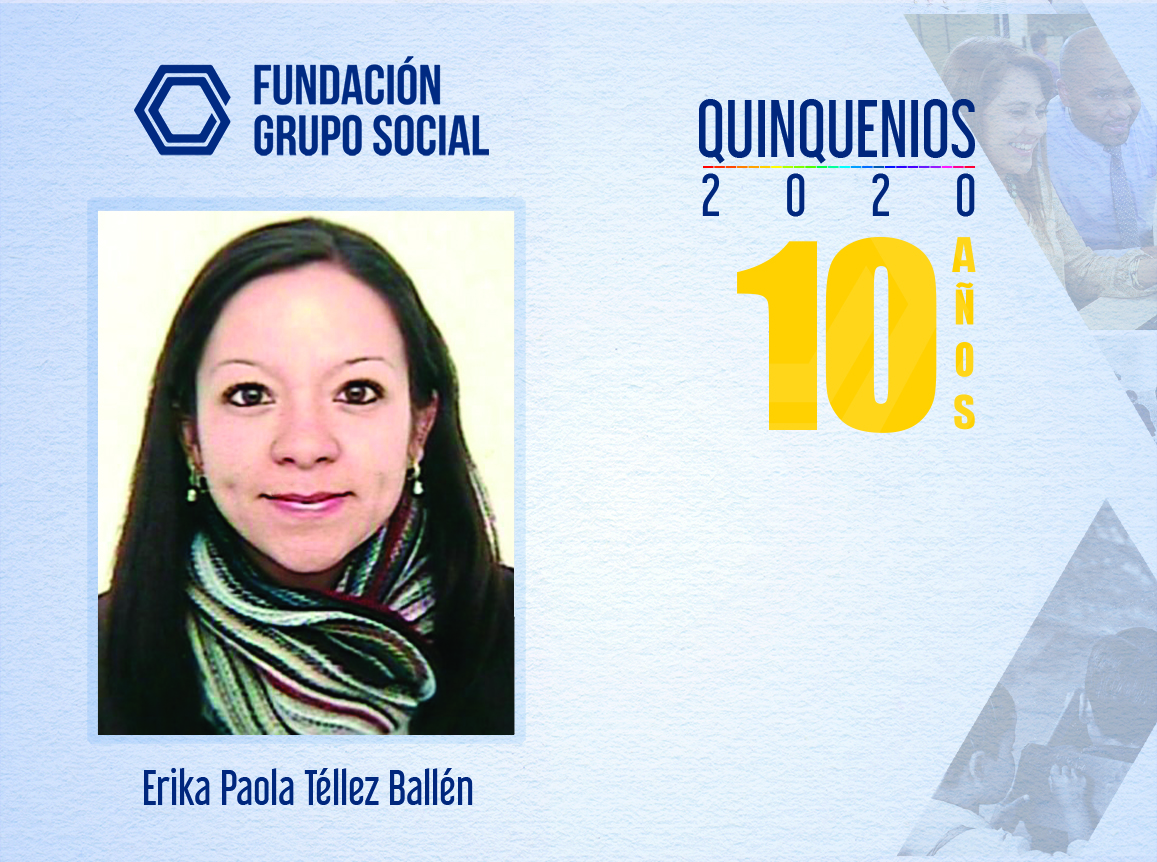 FUNDACIÓN
GRUPO SOCIAL
QUINQUENIOS
2020
10
AÑOS
Erika Paola Téllez Ballén